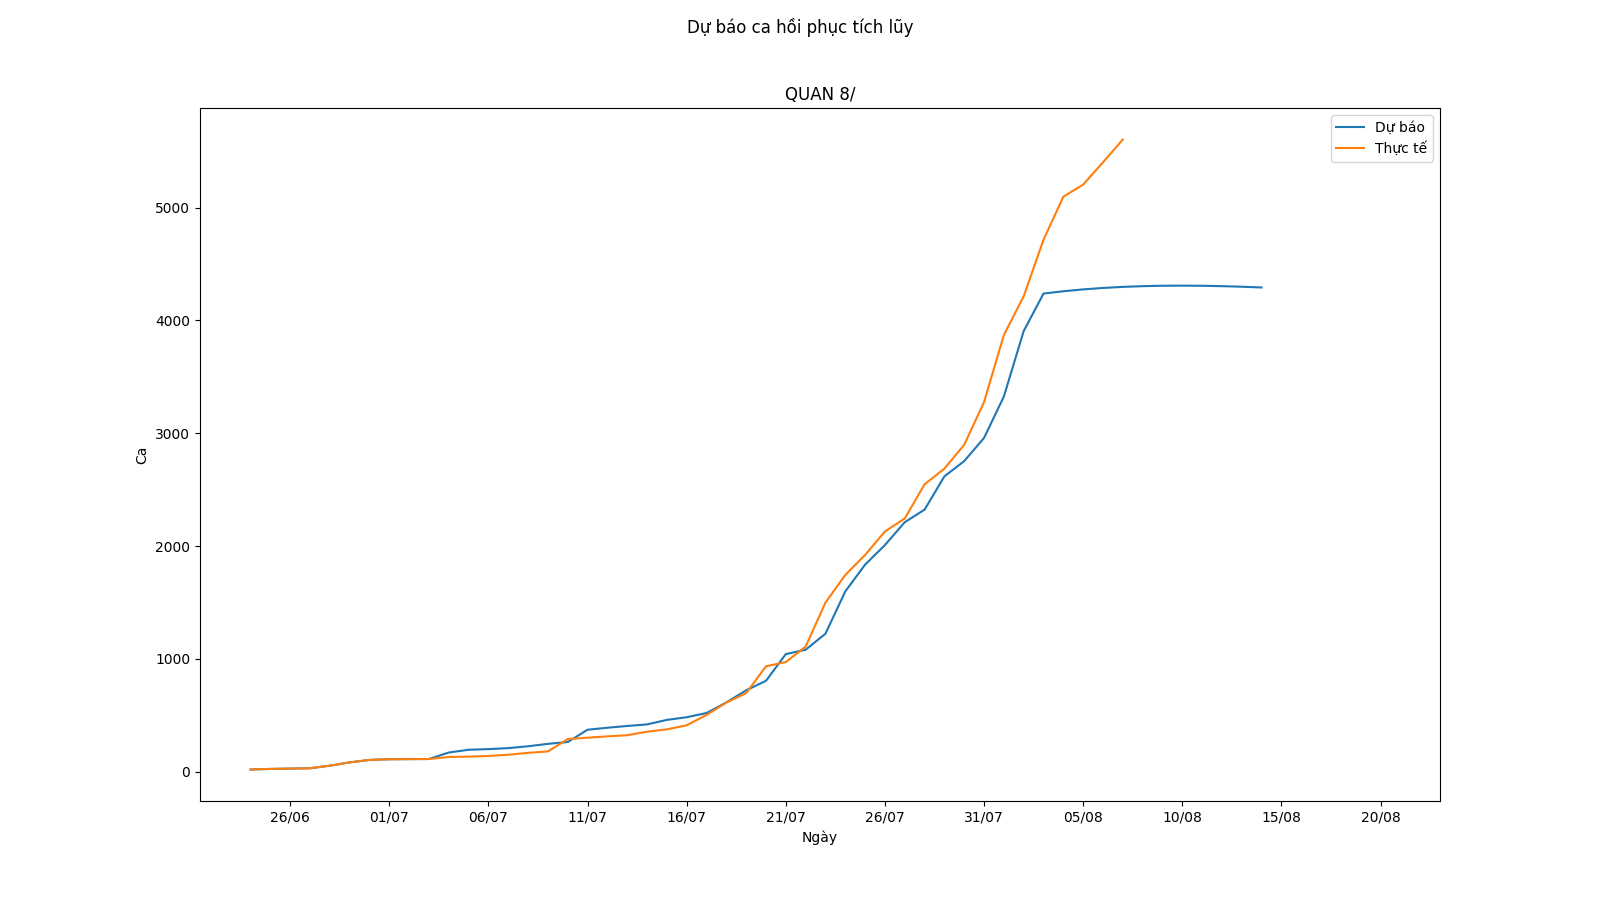 Dự báo ca hồi phục tích lũy
QUAN 8/
Dự báo
Thực tế
5000
4000
3000
2000
1000
0
Ca
26/06 01/07 06/07 11/07 16/07 21/07 26/07 31/07 05/08 10/08 15/08 20/08
Ngày